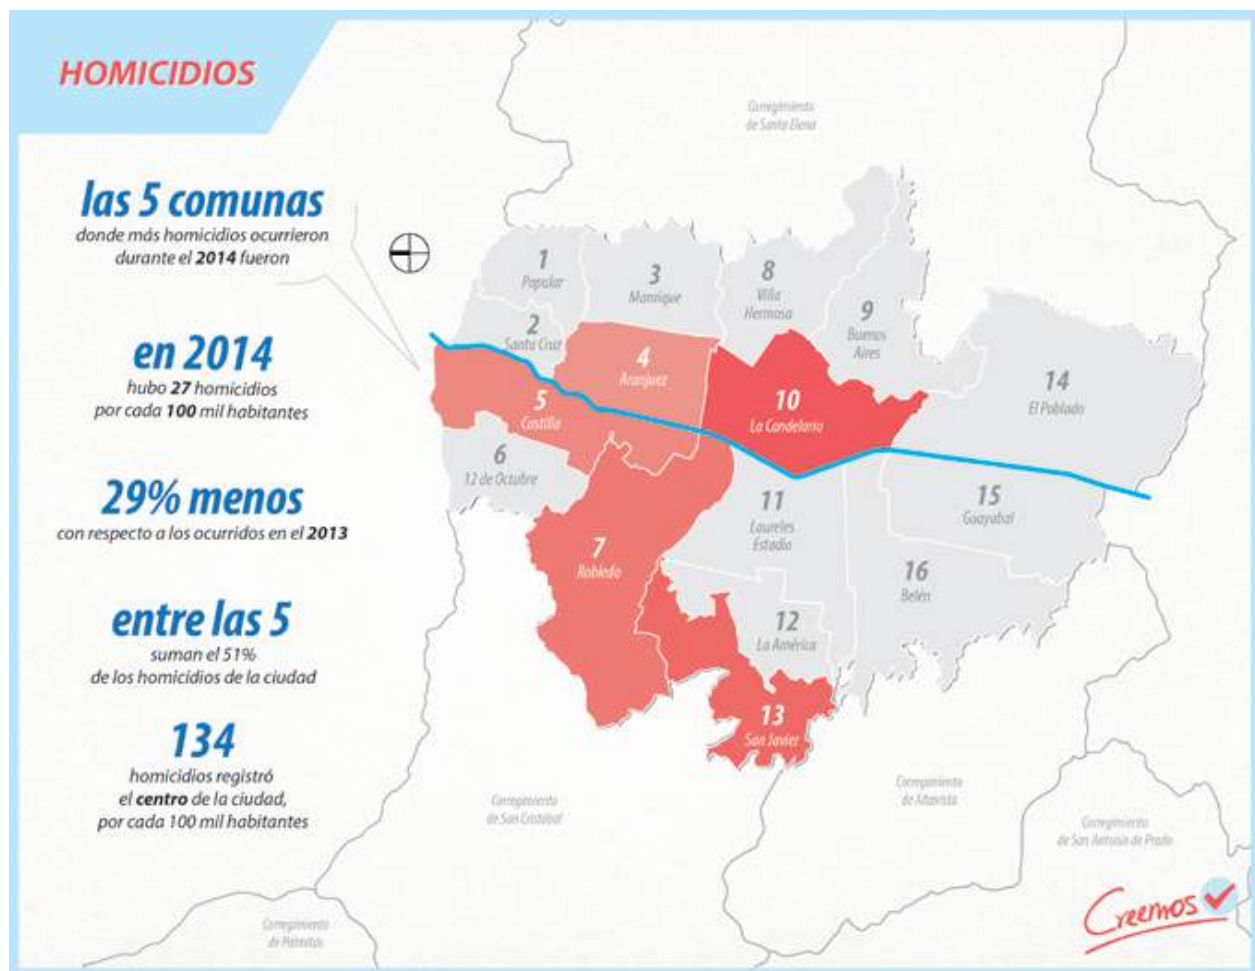 HOMICIDIOS
las 5 comunas
donde más homicidios ocurrieron
durante el 2014 fueron
en 2014
hubo 27 homicidios
por cada 100 mil habitantes
29% menos
con respecto a los ocurridos en el 2013
entre las 5
suman el 51%
de los homicidios de la ciudad
134
homicidios registró
el centro de la ciudad,
por cada 100 mil habitantes
Corregimiento
de Santa Elena
1
Popular
2
Santa Cruz
3
Manrique
4
Aranjuez
5
Castilla
6
12 de Octubre
7
Robledo
8
Villa
Hermosa
9
Buenos
Aires
10
La Candelaria
11
Laureles
Estadio
12
La América
13
San Javier
14
El Poblado
15
Guayabal
16
Belén
Corregimiento
de San Cristóbal
Corregimiento
de Altavista
Corregimiento
de San Antonio de Prado
Corregimiento
de Palmitas
Creemos